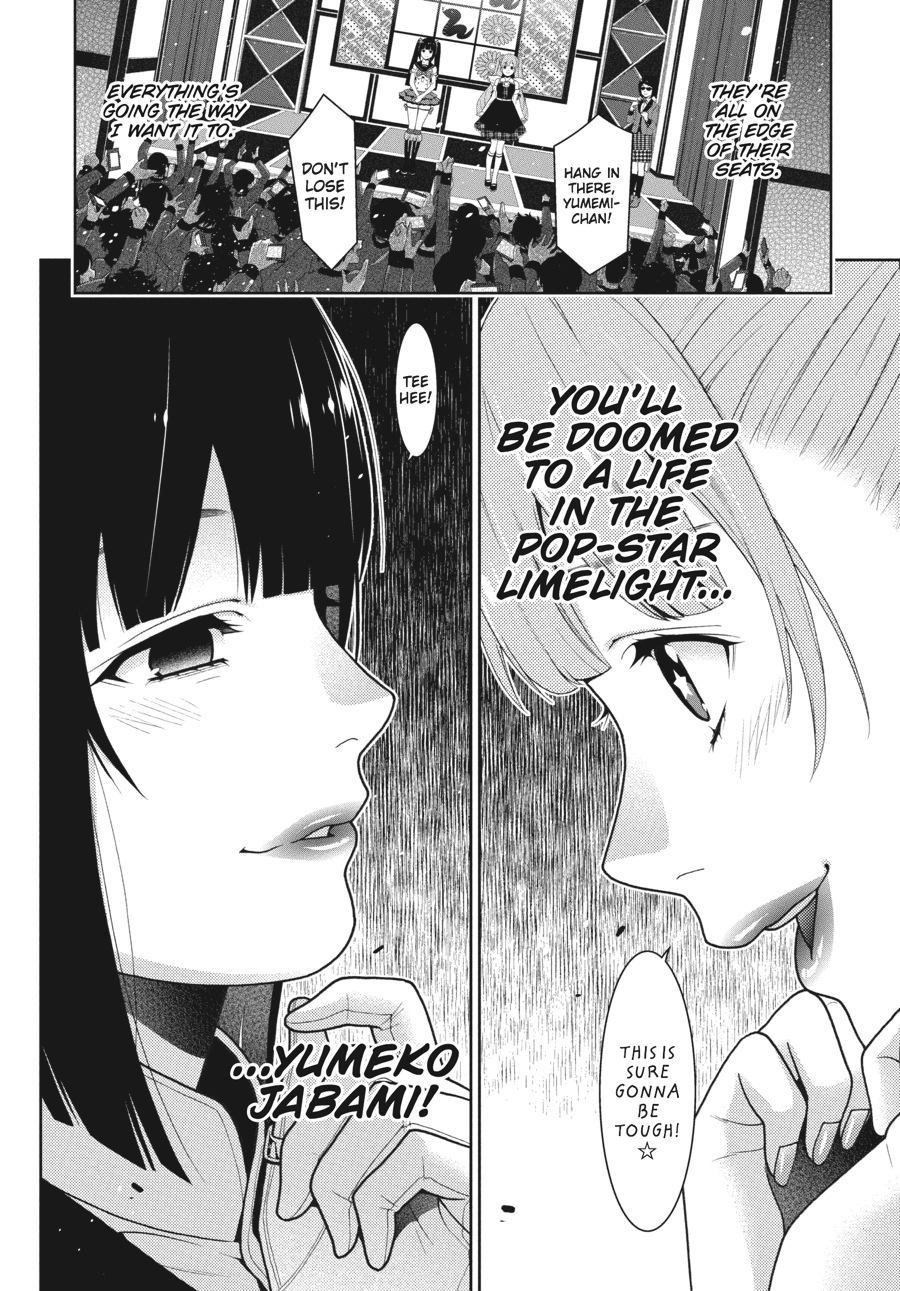 THEY'RE
ALL ON
THE EDGE
OF THEIR
SEATS.
HANG IN
THERE,
YUMEMI-
CHAN!
DON'T
LOSE
THIS!
EVERYTHING'S
GOING THE WAY
I WANT IT TO.
YOU'LL
BE DOOMED
TO A LIFE
IN THE
POP-STAR
LIMELIGHT...
THIS IS
SURE
GONNA
BE
TOUGH!
☆
TEE
HEE!
...YUMEKO
JABAMI!